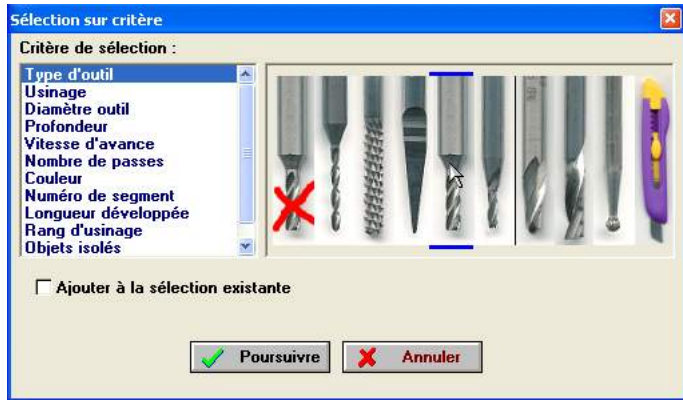 Sélection sur critère
Critère de sélection :
Type d'outil
Usinage
Diamètre outil
Profondeur
Vitesse d'avance
Nombre de passes
Couleur
Numéro de segment
Longueur développée
Rang d'usinage
Objets isolés
Ajouter à la sélection existante
Poursuivre
Annuler